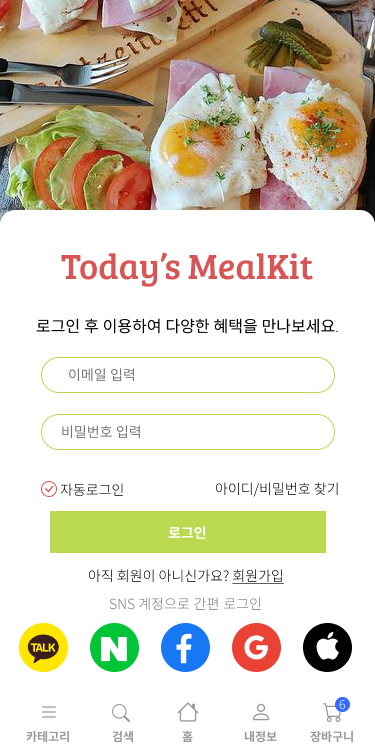 Today's MealKit
로그인 후 이용하여 다양한 혜택을 만나보세요.
이메일 입력
비밀번호 입력
자동로그인 아이디/비밀번호 찾기
로그인
아직 회원이 아니신가요? 회원가입
SNS 계정으로 간편 로그인
TALK N f G
6
카테고리 검색 홈 내정보 장바구니